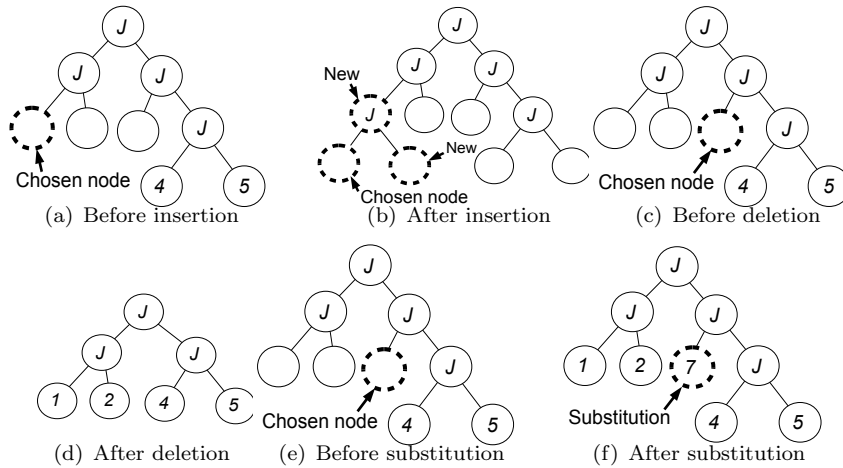 J
J
J
J
Chosen node
4
5
(a) Before insertion
J
New
J
J
J
J
New
Chosen node
(b) After insertion
J
J
J
J
Chosen node
4
5
(c) Before deletion
J
J
J
1
2
4
5
(d) After deletion
J
J
J
J
Chosen node
4
5
(e) Before substitution
J
J
J
1
2
7
J
Substitution
4
5
(f) After substitution